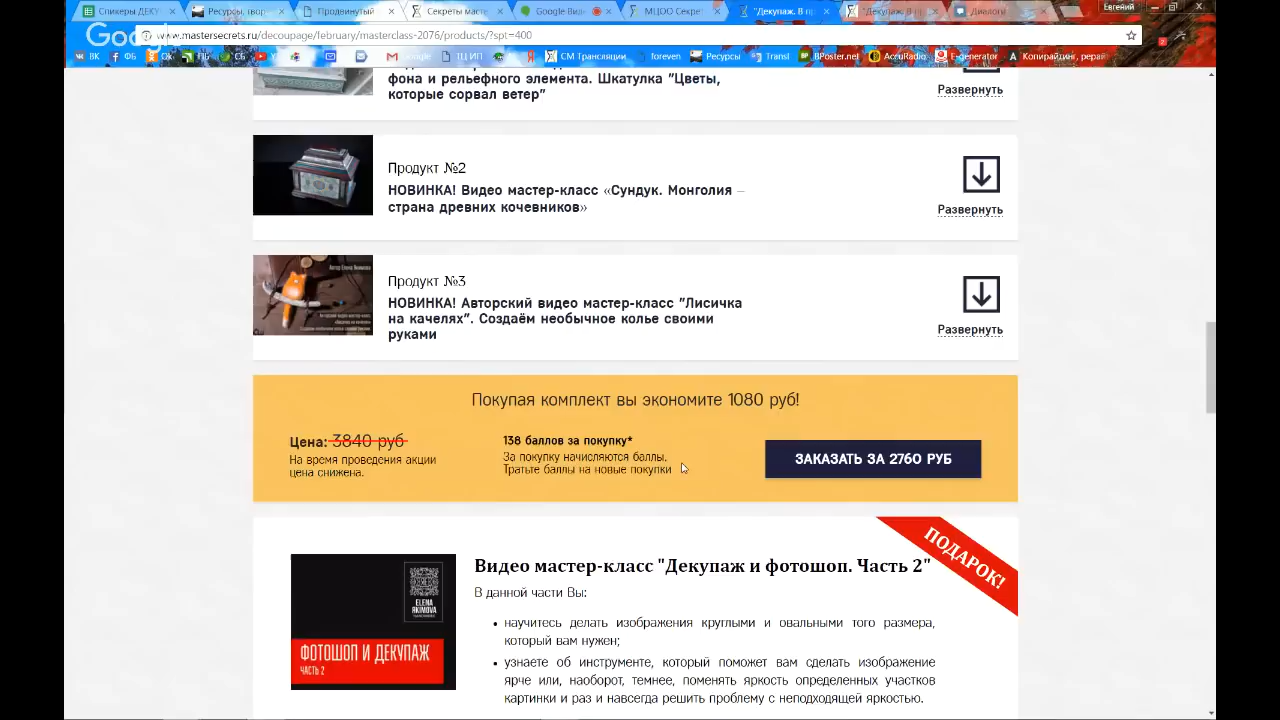 Спикеры ДЕКУ
Ресурсы, твор
Продвинутый
Секреты масте
Google Вид
МЦОО Секрет
"Декупаж. В пр
"Декупаж. В пр
Диалоги
Евгений
Google
www.mastersecrets.ru/decoupage/february/masterclass-2076/products/?spt=400
ВК
ФБ
ОК
ПБ
СБ
Google
ТЦ ИП
СМ Трансляции
foreven
Ресурсы
Transl
BPoster.net
AccuRadio
E-generator
Копирайтинг, рерай
фона и рельефного элемента. Шкатулка "Цветы,
которые сорвал ветер"
Развернуть
Продукт №2
НОВИНКА! Видео мастер-класс «Сундук. Монголия –
страна древних кочевников»
Развернуть
Продукт №3
НОВИНКА! Авторский видео мастер-класс "Лисичка
на качелях". Создаём необычное колье своими
руками
Развернуть
Покупая комплект вы экономите 1080 руб!
Цена: 3840 руб
На время проведения акции
цена снижена.
138 баллов за покупку*
За покупку начисляются баллы.
Тратьте баллы на новые покупки
ЗАКАЗАТЬ ЗА 2760 РУБ
ПОДАРОК!
Видео мастер-класс "Декупаж и фотошоп. Часть 2"
В данной части Вы:
• научитесь делать изображения круглыми и овальными того размера,
который вам нужен;
• узнаете об инструменте, который поможет вам сделать изображение
ярче или, наоборот, темнее, поменять яркость определенных участков
картинки и раз и навсегда решить проблему с неподходящей яркостью.
ELENA
YAKIMOVA
ФОТОШОП И ДЕКУПАЖ
ЧАСТЬ 2